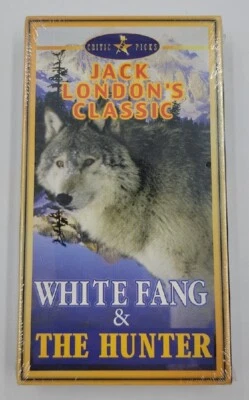 CRITIC PICKS
JACK
LONDON'S
CLASSIC
WHITE FANG
&
THE HUNTER